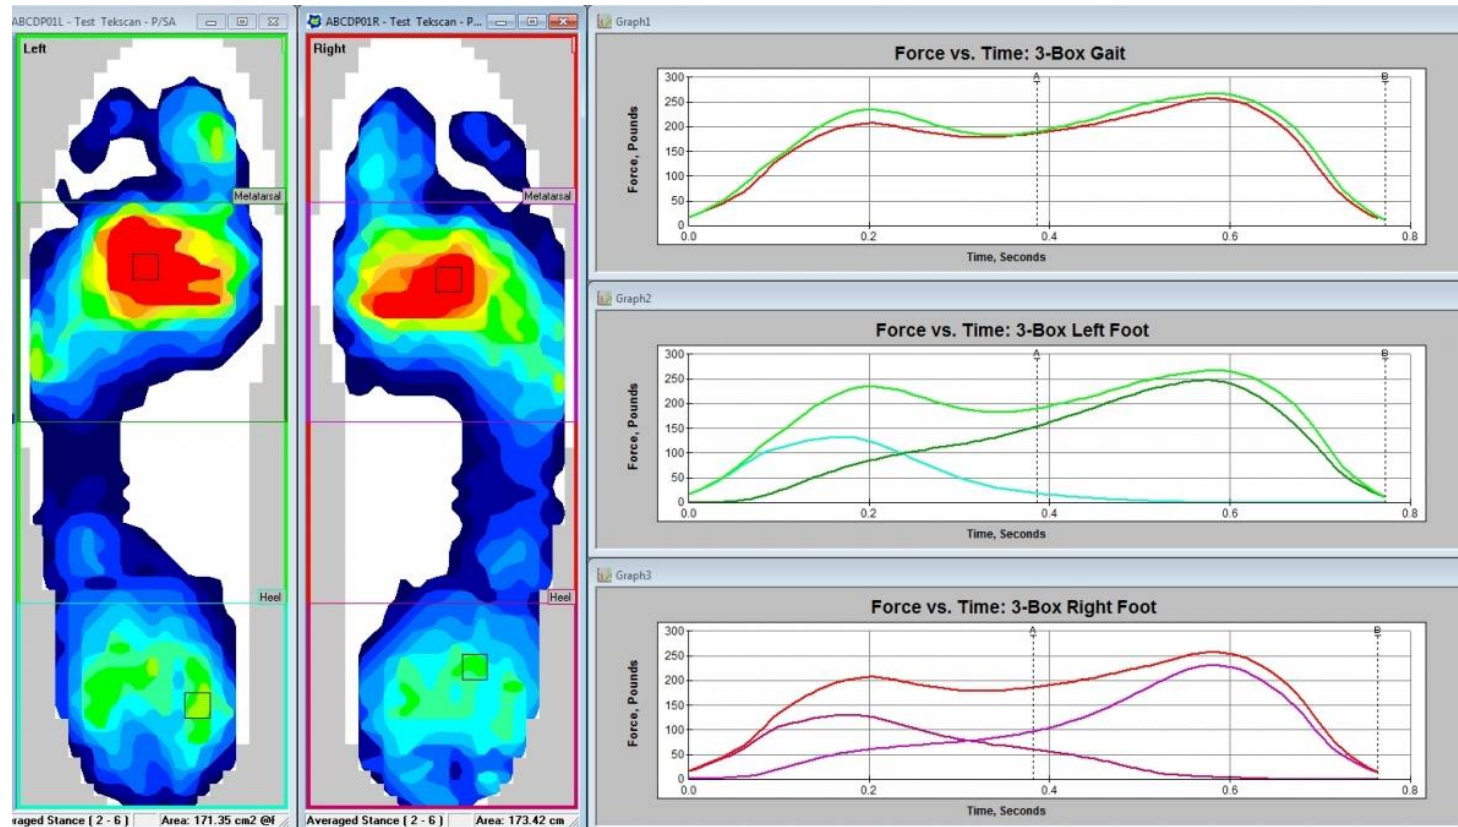 ABCDP01L - Test Tekscan - P/SA
Left
Metatarsal
Heel
raged Stance ( 2 - 6 )
Area: 171.35 cm2 @
ABCDP01R - Test Tekscan - P...
Right
Metatarsal
Heel
Averaged Stance ( 2 - 6 )
Area: 173.42 cm
Graph1
Force vs. Time: 3-Box Gait
A
B
Force, Pounds
300
250
200
150
100
50
0
0.0 0.2 0.4 0.6 0.8
Time, Seconds
Graph2
Force vs. Time: 3-Box Left Foot
A
B
Force, Pounds
300
250
200
150
100
50
0
0.0 0.2 0.4 0.6 0.8
Time, Seconds
Graph3
Force vs. Time: 3-Box Right Foot
A
B
Force, Pounds
300
250
200
150
100
50
0
0.0 0.2 0.4 0.6 0.8
Time, Seconds